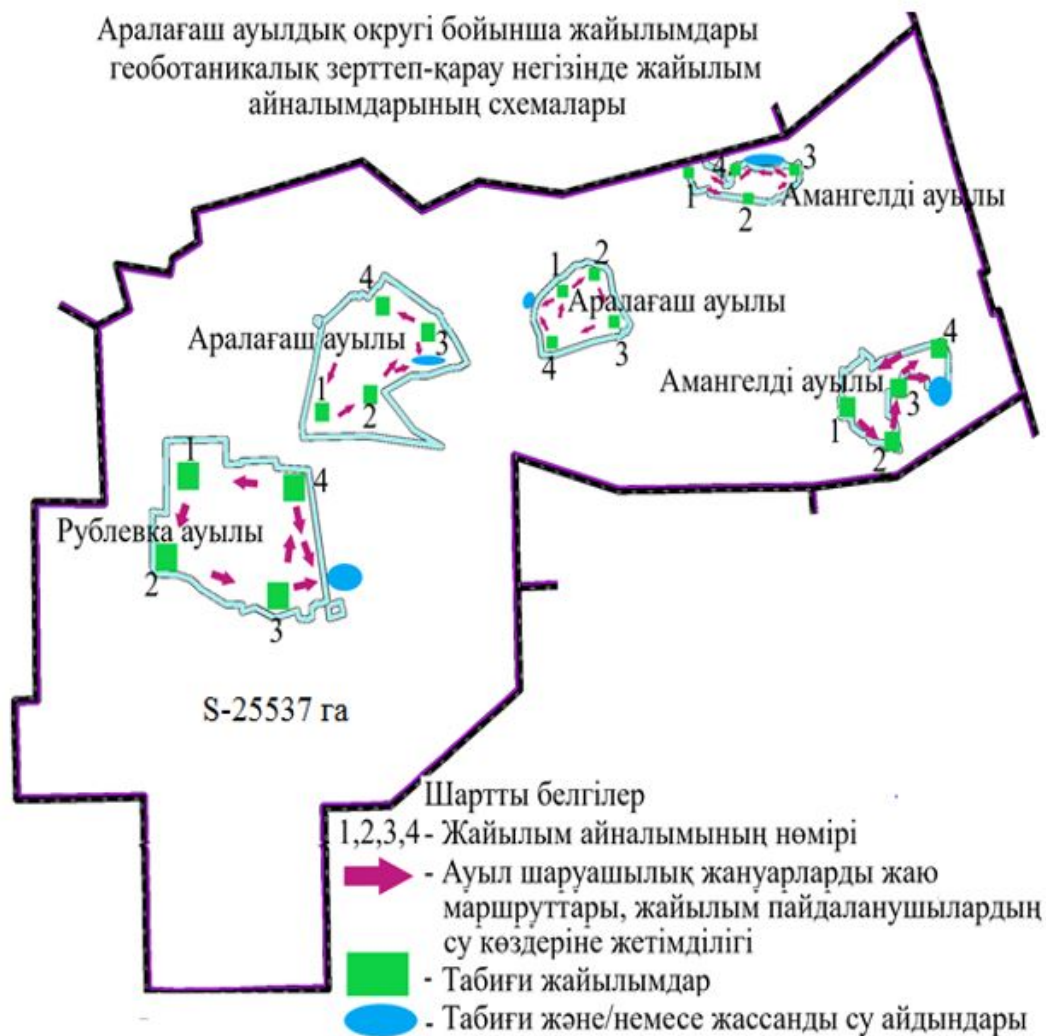 Аралағаш ауылдық округі бойынша жайылымдары
геоботаникалық зерттеп-қарау негізінде жайылым
айналымдарының схемалары
4
3
1
Амангелді ауылы
2
4
1
2
Аралағаш ауылы
Аралағаш ауылы
3
3
4
4
Амангелді ауылы
1
2
3
1
2
1
4
Рублевка ауылы
2
3
S-25537 га
Шартты белгілер
1,2,3,4 - Жайылым айналымының нөмірі
- Ауыл шаруашылық жануарларды жаю
маршруттары, жайылым пайдаланушылардың
су көздеріне жетімділігі
- Табиғи жайылымдар
- Табиғи және/немесе жассанды су айдындары